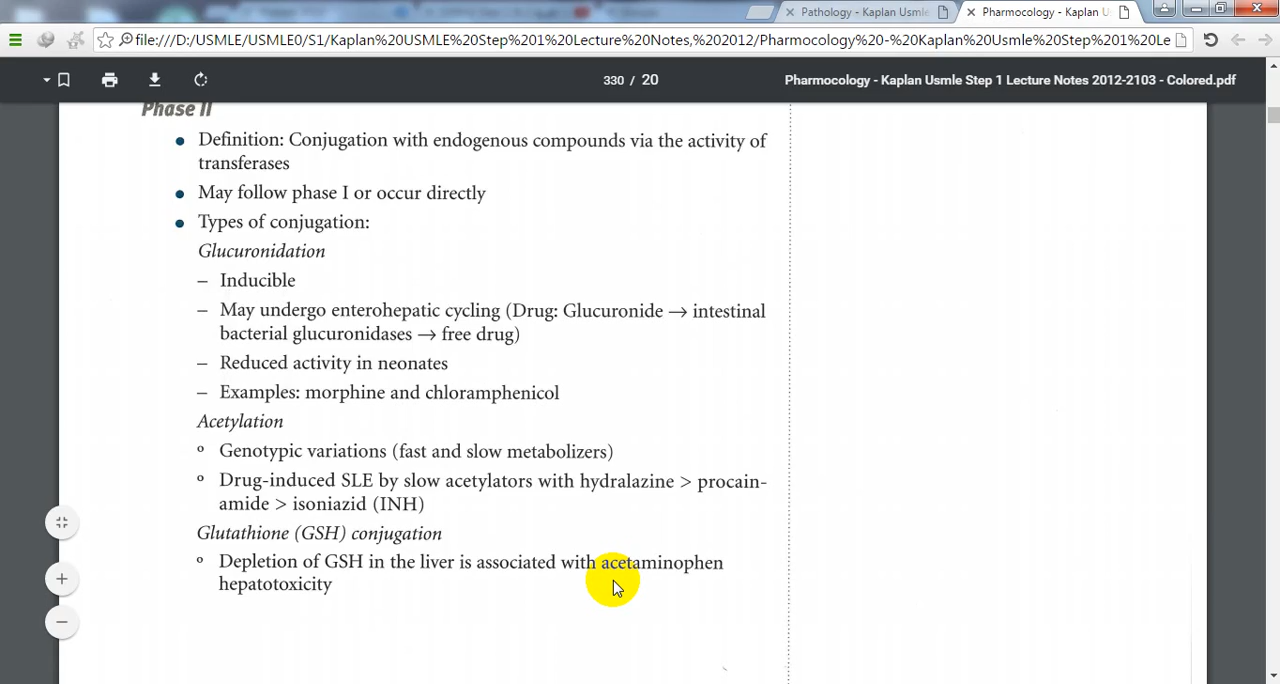 Pathology - Kaplan Usmle
Pharmocology - Kaplan U
file:///D:/USMLE/USMLE0/S1/Kaplan%20USMLE%20Step%201%20Lecture%20Notes,%202012/Pharmocology%20-%20Kaplan%20Usmle%20Step%201%20Le
330 / 20
Pharmocology - Kaplan Usmle Step 1 Lecture Notes 2012-2103 - Colored.pdf
Phase II
• Definition: Conjugation with endogenous compounds via the activity of
transferases
• May follow phase I or occur directly
• Types of conjugation:
Glucuronidation
– Inducible
– May undergo enterohepatic cycling (Drug: Glucuronide → intestinal
bacterial glucuronidases → free drug)
– Reduced activity in neonates
– Examples: morphine and chloramphenicol
Acetylation
º Genotypic variations (fast and slow metabolizers)
º Drug-induced SLE by slow acetylators with hydralazine > procain-
amide > isoniazid (INH)
Glutathione (GSH) conjugation
º Depletion of GSH in the liver is associated with acetaminophen
hepatotoxicity